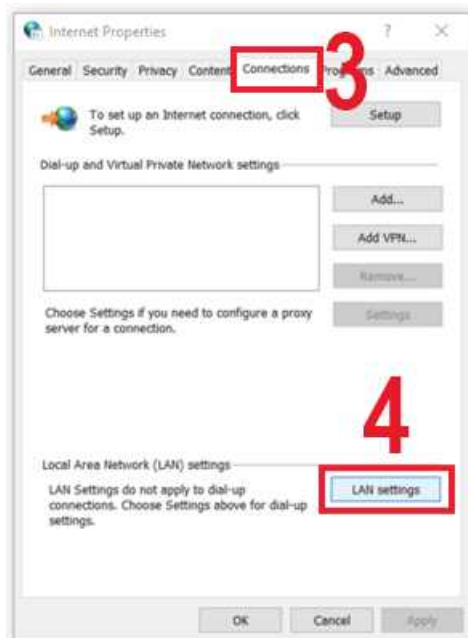 Internet Properties
3
General Security Privacy Content Connections Programs Advanced
To set up an Internet connection, click
Setup.
Setup
Dial-up and Virtual Private Network settings
Add...
Add VPN...
Remove...
Choose Settings if you need to configure a proxy
server for a connection.
Settings
4
Local Area Network (LAN) settings
LAN Settings do not apply to dial-up
connections. Choose Settings above for dial-up
settings.
LAN settings
OK Cancel Apply